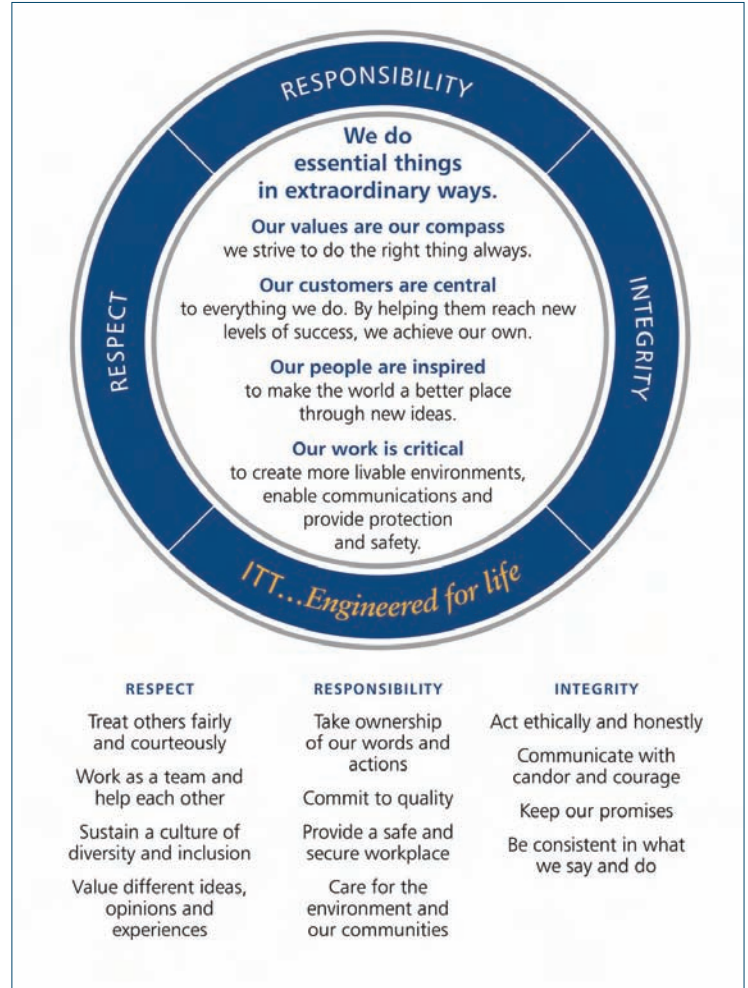 RESPONSIBILITY
We do
essential things
in extraordinary ways.
Our values are our compass
we strive to do the right thing always.
Our customers are central
to everything we do. By helping them reach new
levels of success, we achieve our own.
Our people are inspired
to make the world a better place
through new ideas.
Our work is critical
to create more livable environments,
enable communications and
provide protection
and safety.
RESPECT
INTEGRITY
ITT...Engineered for life
RESPECT
Treat others fairly
and courteously
Work as a team and
help each other
Sustain a culture of
diversity and inclusion
Value different ideas,
opinions and
experiences
RESPONSIBILITY
Take ownership
of our words and
actions
Commit to quality
Provide a safe and
secure workplace
Care for the
environment and
our communities
INTEGRITY
Act ethically and honestly
Communicate with
candor and courage
Keep our promises
Be consistent in what
we say and do